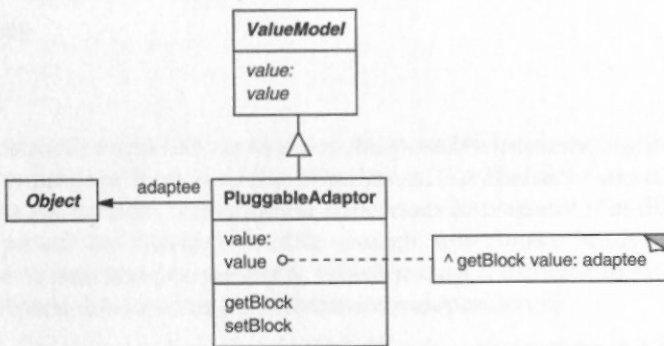 ValueModel
value:
value
adaptee
Object
PluggableAdaptor
value:
value
^ getBlock value: adaptee
getBlock
setBlock